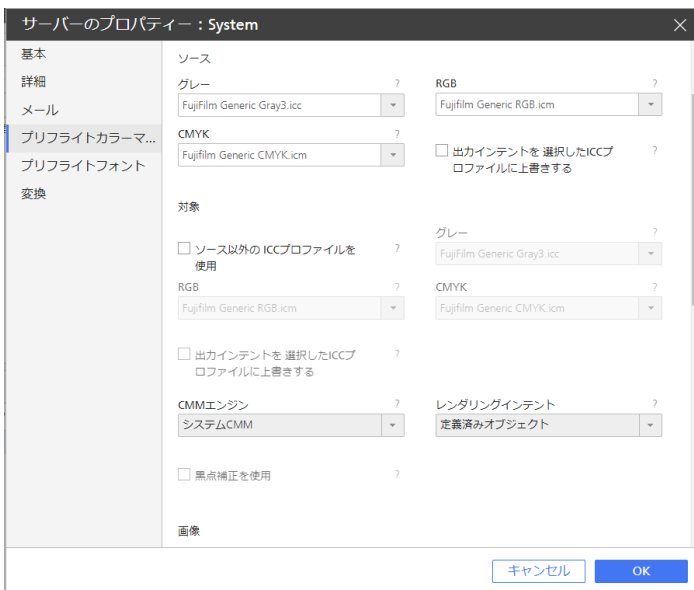 サーバーのプロパティー：System
基本
詳細
メール
プリフライトカラーマ...
プリフライトフォント
変換
ソース
グレー ?
FujiFilm Generic Gray3.icc
RGB ?
Fujifilm Generic RGB.icm
CMYK ?
Fujifilm Generic CMYK.icm
出力インテントを 選択したICCプ ?
ロファイルに上書きする
対象
ソース以外の ICCプロファイルを ?
使用
グレー ?
FujiFilm Generic Gray3.icc
RGB ?
Fujifilm Generic RGB.icm
CMYK ?
Fujifilm Generic CMYK.icm
出力インテントを 選択したICCプ ?
ロファイルに上書きする
CMMエンジン ?
システムCMM
レンダリングインテント ?
定義済みオブジェクト
黒点補正を使用 ?
画像
キャンセル
OK